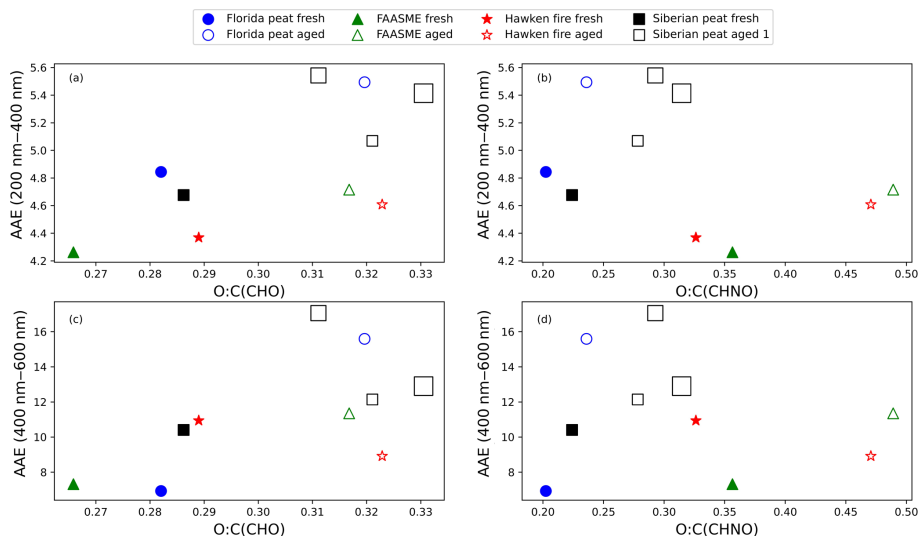 Florida peat fresh
Florida peat aged
FAASME fresh
FAASME aged
Hawken fire fresh
Hawken fire aged
Siberian peat fresh
Siberian peat aged 1
(a)
AAE (200 nm−400 nm)
5.6
5.4
5.2
5.0
4.8
4.6
4.4
4.2
0.27 0.28 0.29 0.30 0.31 0.32 0.33
O:C(CHO)
(b)
AAE (200 nm−400 nm)
5.6
5.4
5.2
5.0
4.8
4.6
4.4
4.2
0.20 0.25 0.30 0.35 0.40 0.45 0.50
O:C(CHNO)
(c)
AAE (400 nm−600 nm)
16
14
12
10
8
0.27 0.28 0.29 0.30 0.31 0.32 0.33
O:C(CHO)
(d)
AAE (400 nm−600 nm)
16
14
12
10
8
0.20 0.25 0.30 0.35 0.40 0.45 0.50
O:C(CHNO)